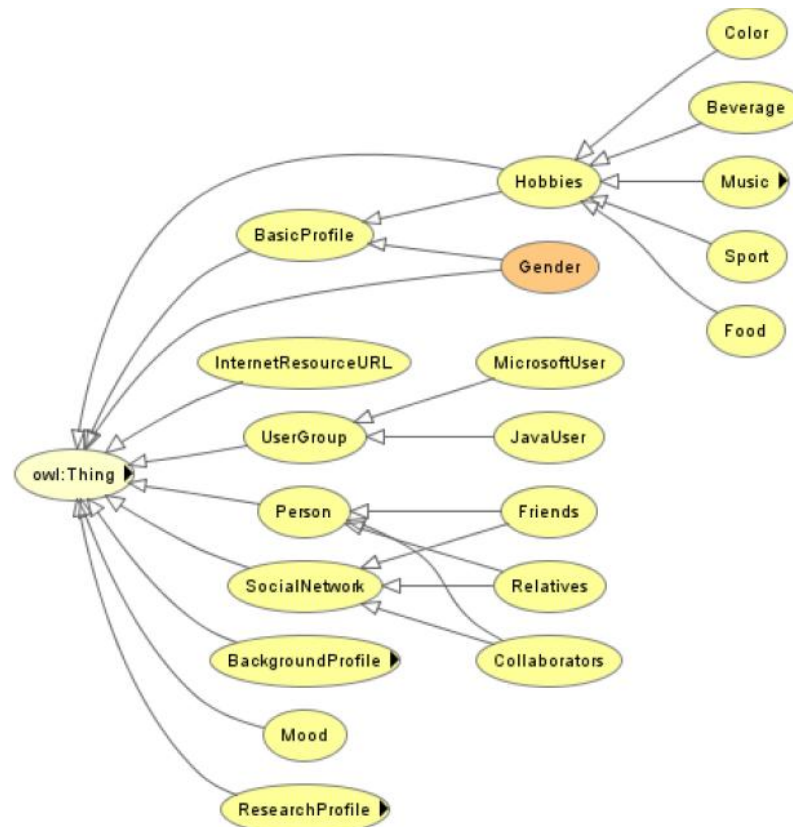 Color
Beverage
Hobbies
Music
BasicProfile
Gender
Sport
Food
InternetResourceURL
MicrosoftUser
UserGroup
JavaUser
owl:Thing
Person
Friends
SocialNetwork
Relatives
BackgroundProfile
Collaborators
Mood
ResearchProfile